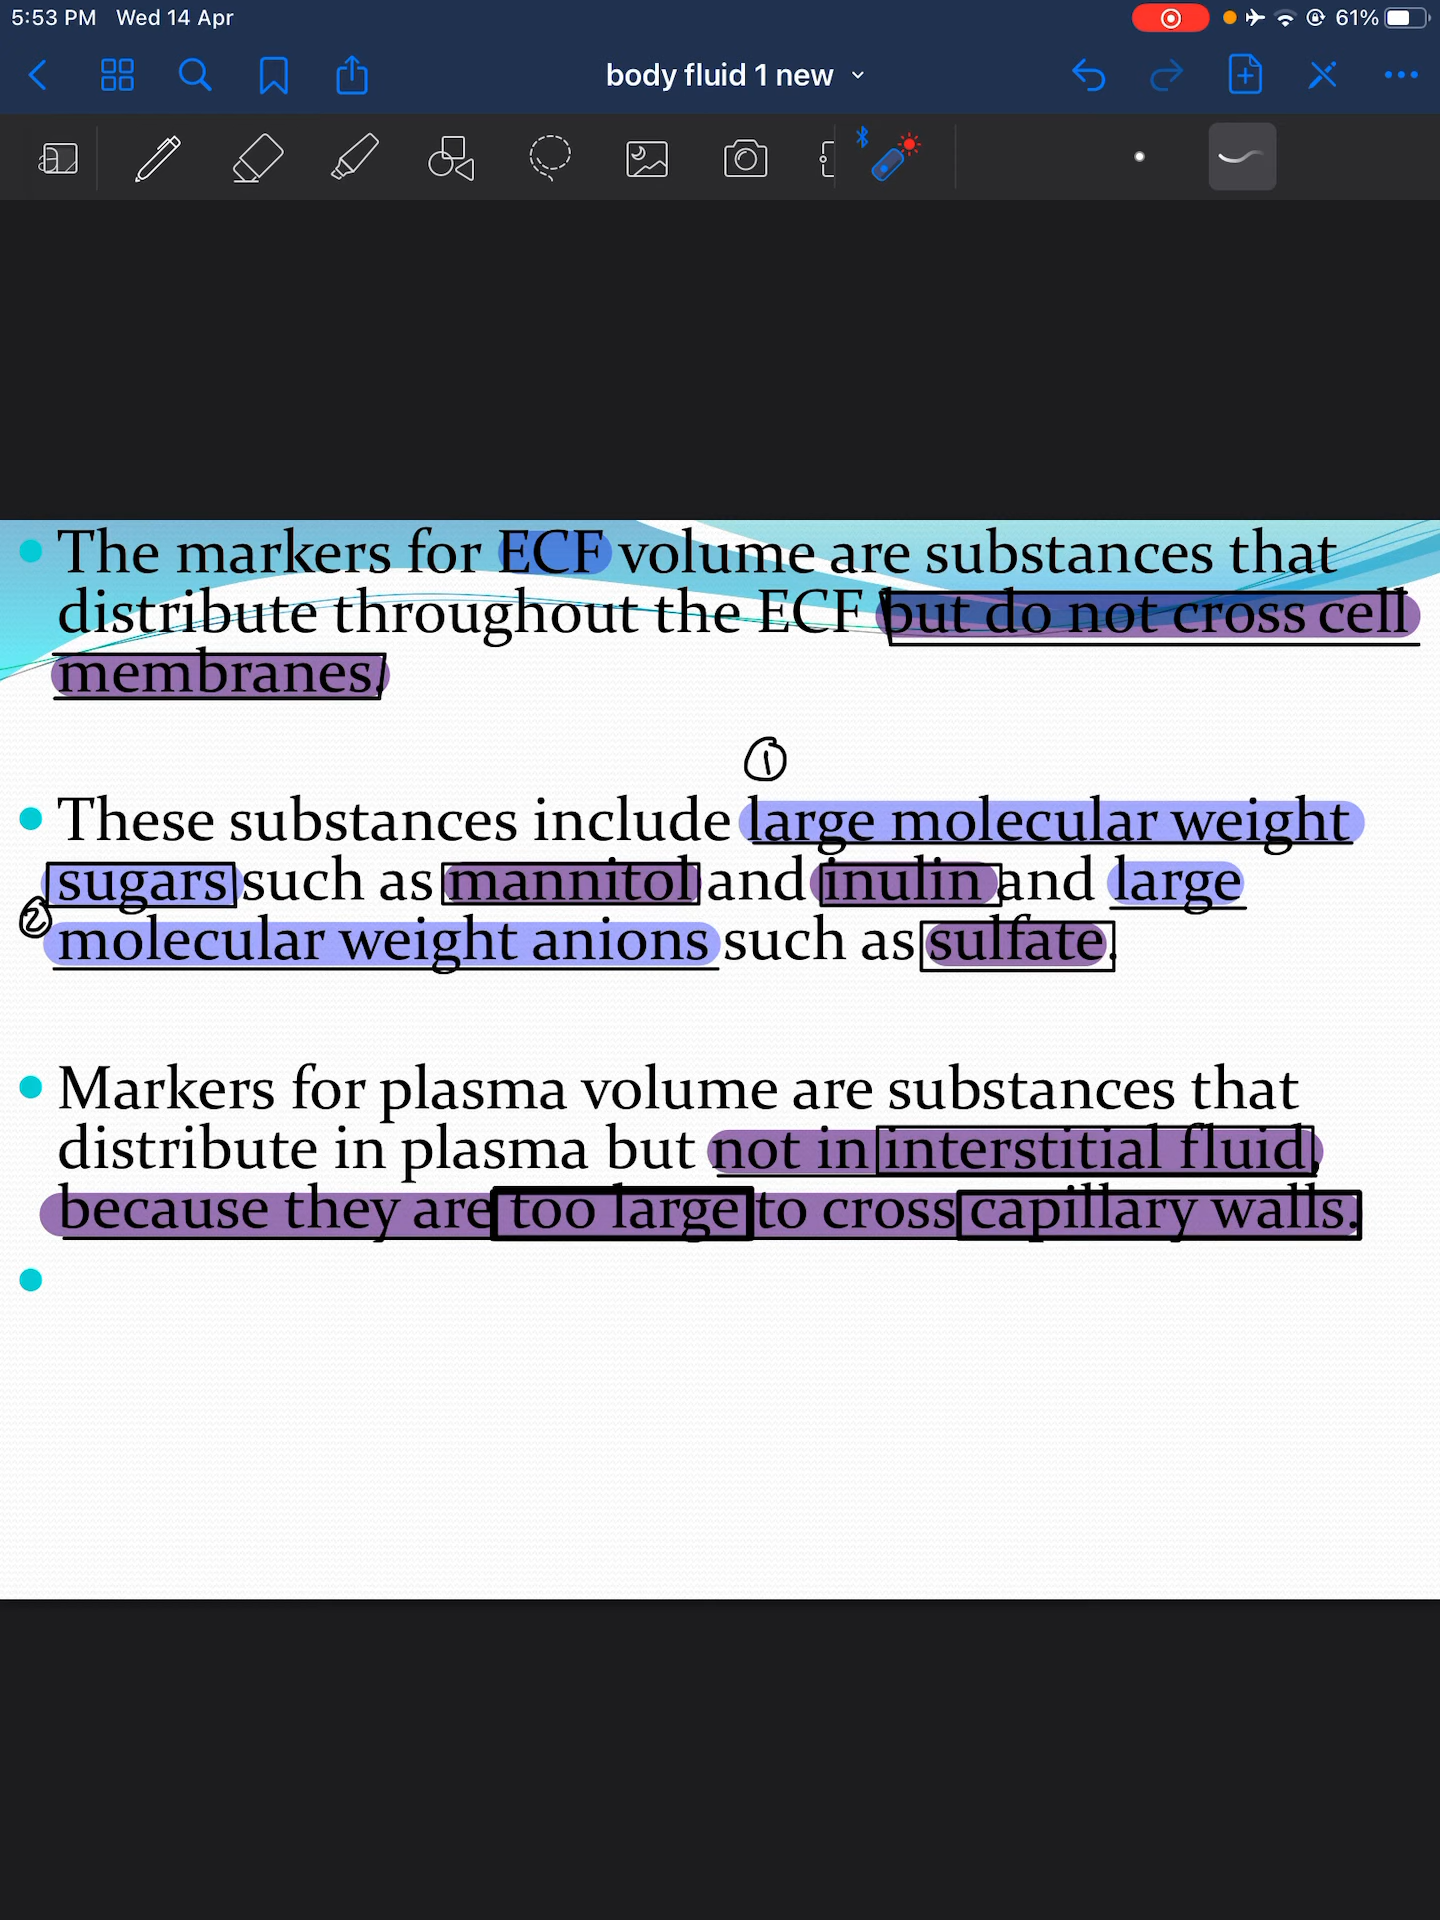 5:53 PM Wed 14 Apr 61%
body fluid 1 new
The markers for ECF volume are substances that
distribute throughout the ECF but do not cross cell
membranes.
1
These substances include large molecular weight
sugars such as mannitol and inulin and large
2
molecular weight anions such as sulfate.
Markers for plasma volume are substances that
distribute in plasma but not in interstitial fluid,
because they are too large to cross capillary walls.